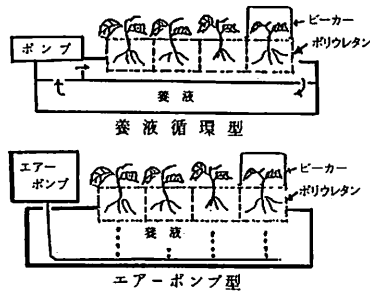 ポンプ
ビーカー
ポリウレタン
養液
養液循環型
エアー
ポンプ
ビーカー
ポリウレタン
養液
エアーポンプ型